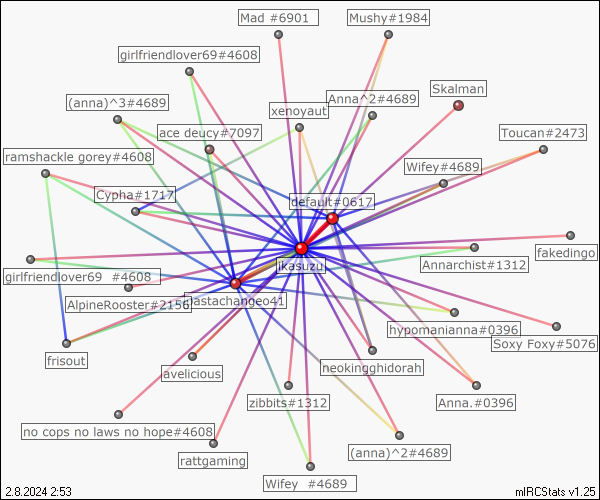 Mad #6901
Mushy#1984
girlfriendlover69#4608
Skalman
(anna)^3#4689
Anna^2#4689
xenoyaut
ace deucy#7097
Toucan#2473
ramshackle gorey#4608
Wifey#4689
Cypha#1717
default#0617
fakedingo
jkasuzu
Annarchist#1312
girlfriendlover69 #4608
AlpineRooster#2156
rastachangeo41
hypomanianna#0396
Soxy Foxy#5076
frisout
neokingghidorah
avelicious
zibbits#1312
Anna.#0396
no cops no laws no hope#4608
(anna)^2#4689
rattgaming
Wifey #4689
2.8.2024 2:53
mIRCStats v1.25